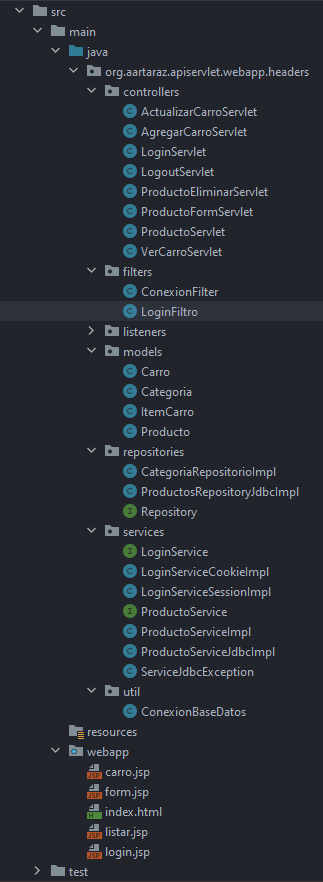 src
main
java
org.aartaraz.apiservlet.webapp.headers
controllers
ActualizarCarroServlet
AgregarCarroServlet
LoginServlet
LogoutServlet
ProductoEliminarServlet
ProductoFormServlet
ProductoServlet
VerCarroServlet
filters
ConexionFilter
LoginFiltro
listeners
models
Carro
Categoria
ItemCarro
Producto
repositories
CategoriaRepositorioImpl
ProductosRepositoryJdbcImpl
Repository
services
LoginService
LoginServiceCookieImpl
LoginServiceSessionImpl
ProductoService
ProductoServiceImpl
ProductoServiceJdbcImpl
ServiceJdbcException
util
ConexionBaseDatos
resources
webapp
carro.jsp
form.jsp
index.html
listar.jsp
login.jsp
test